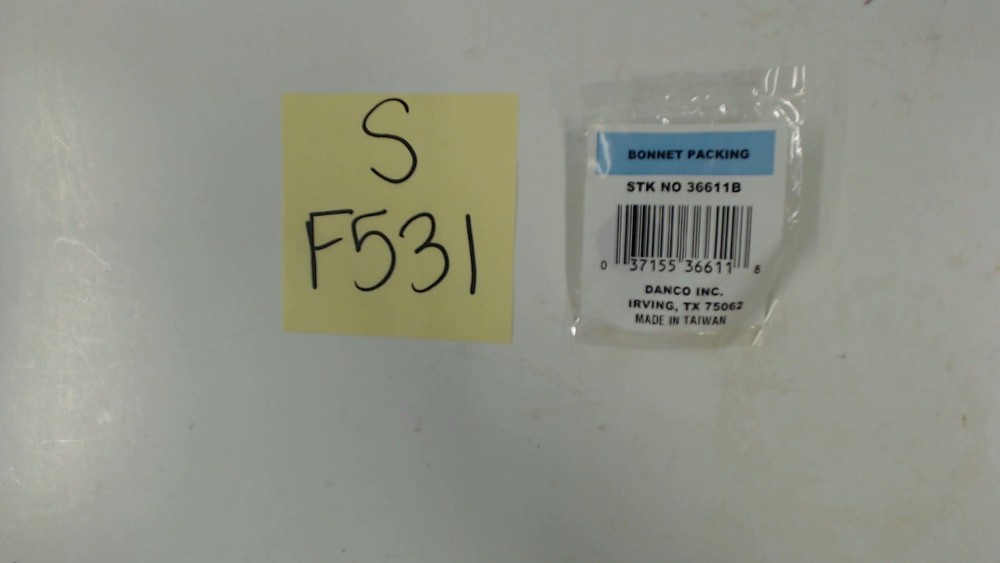 S
F531
BONNET PACKING
STK NO 36611B
0 37155 36611 8
DANCO INC.
IRVING, TX 75062
MADE IN TAIWAN